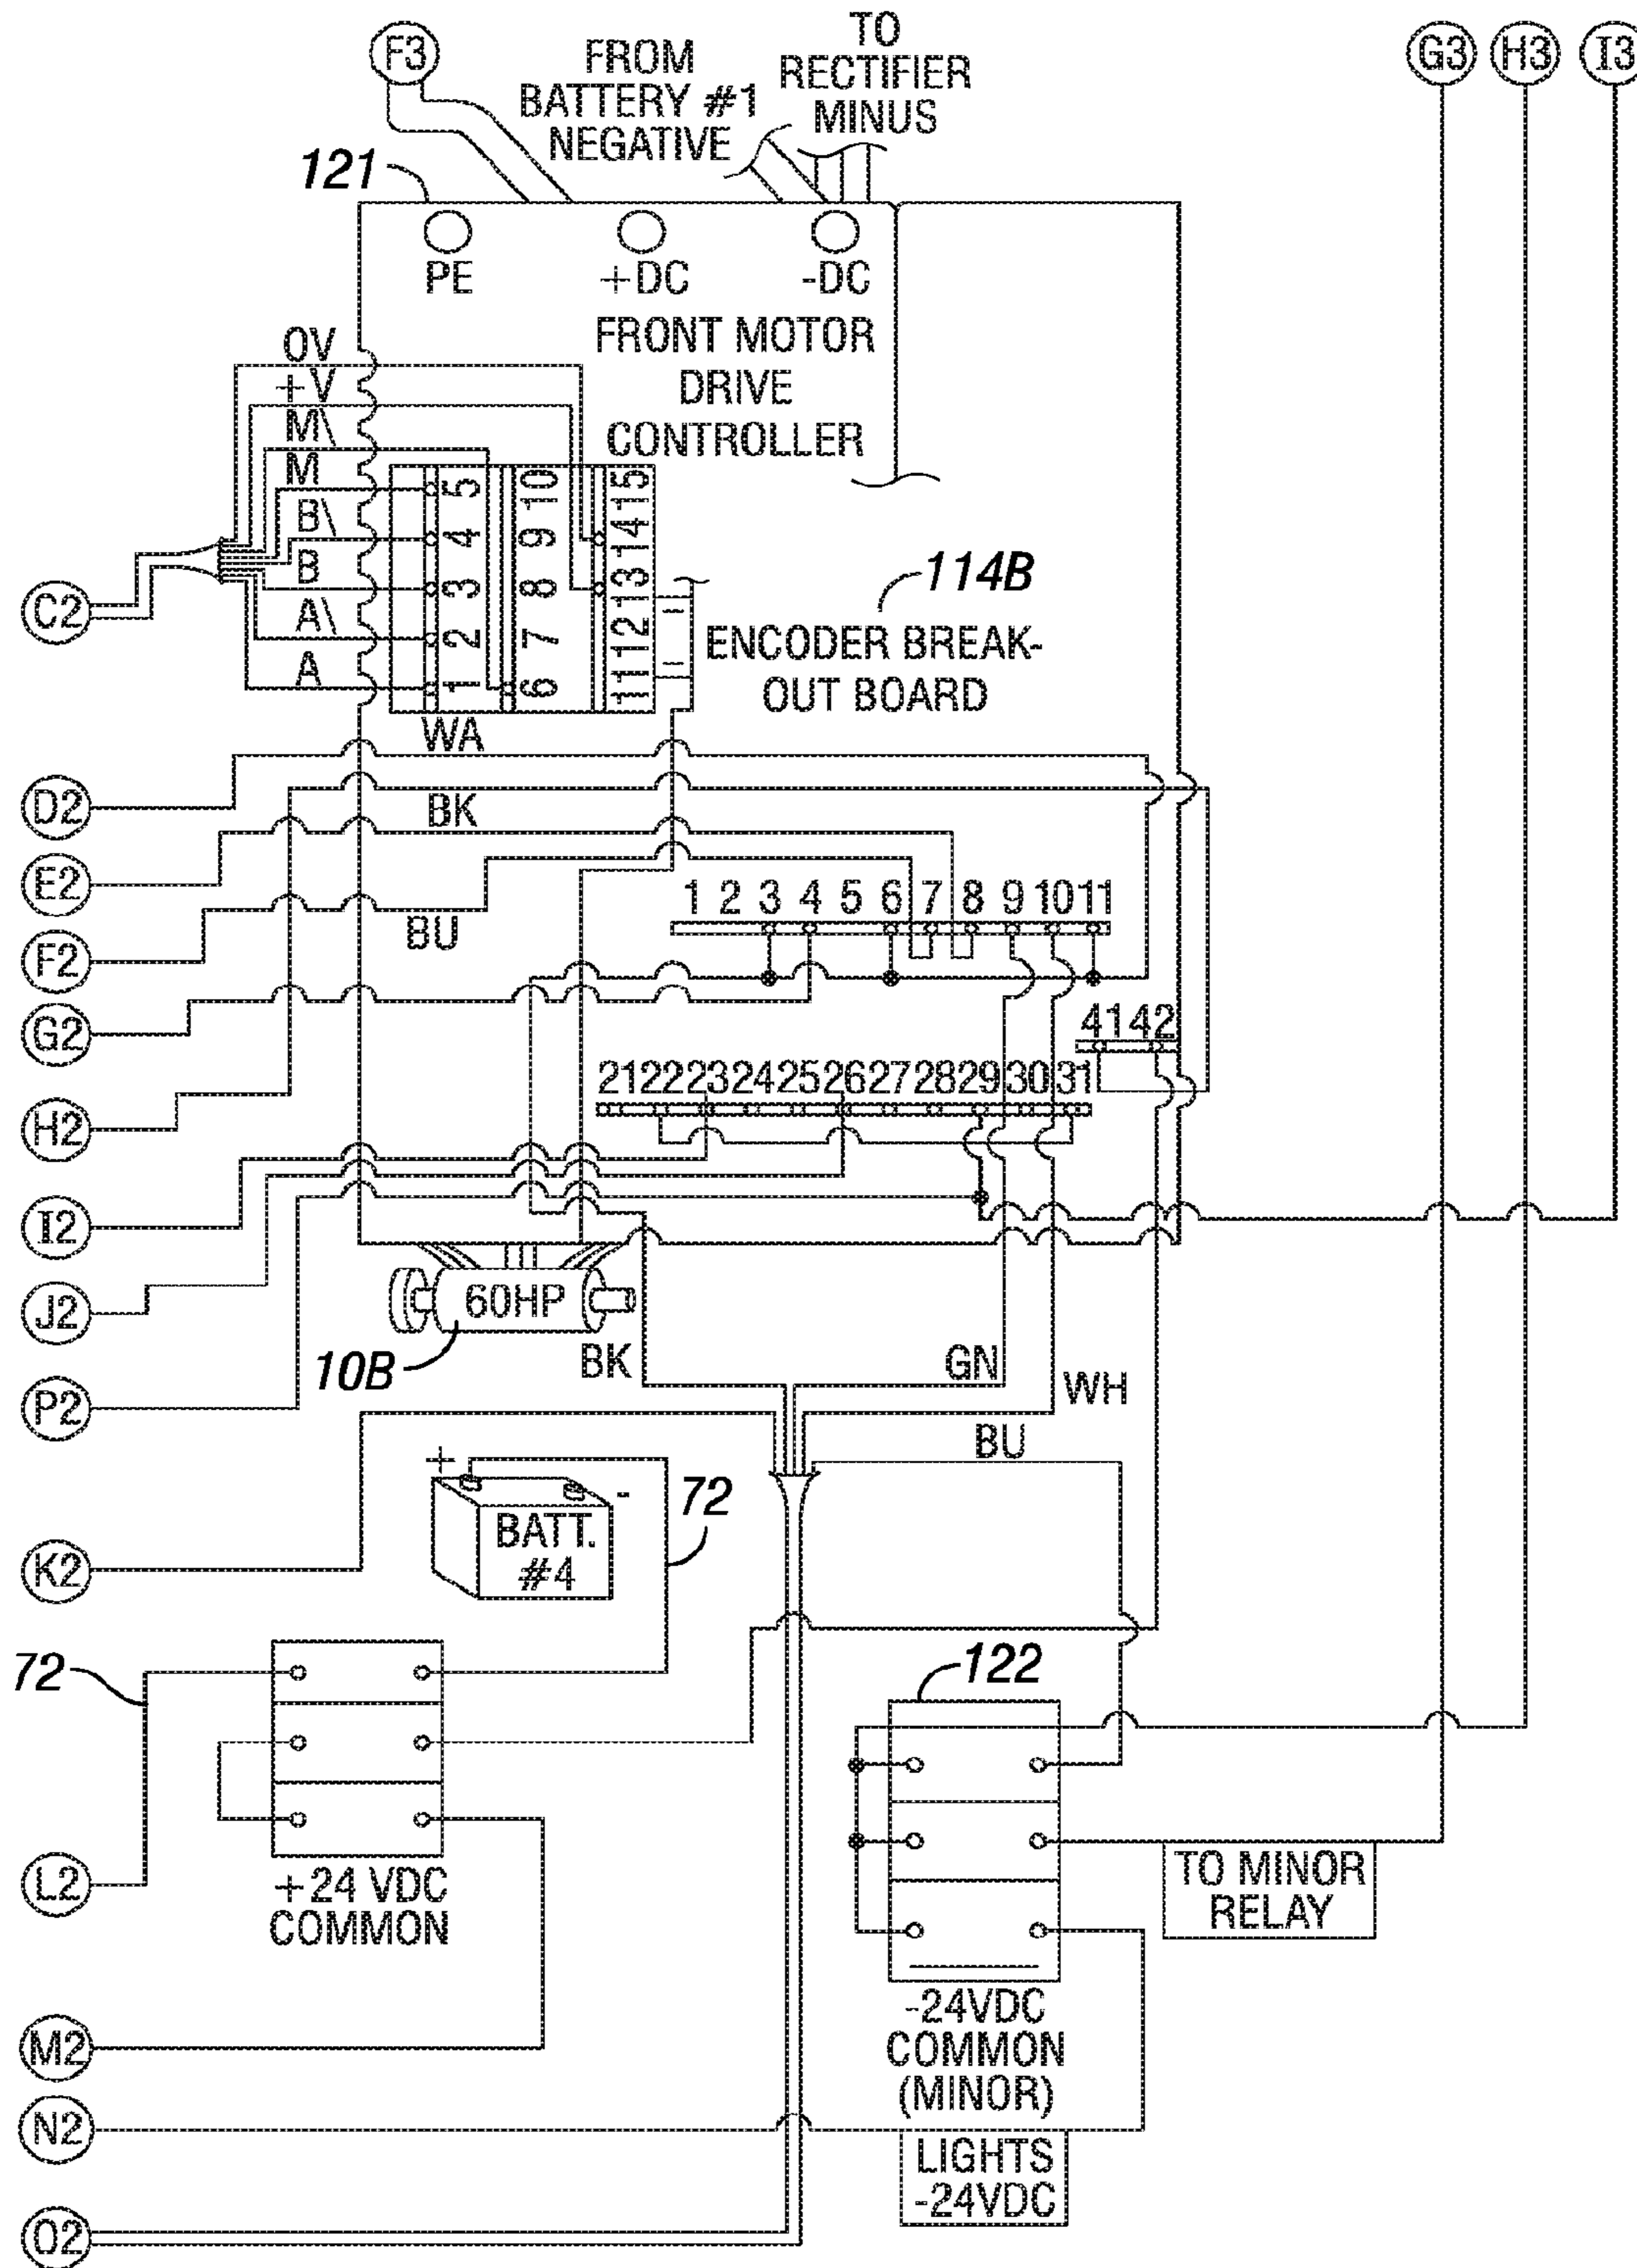 F3
FROM
BATTERY #1
NEGATIVE
TO
RECTIFIER
MINUS
G3 H3 I3
121
PE +DC -DC
FRONT MOTOR
DRIVE
CONTROLLER
OV
+V
M\
M
B\
B
A\
A
C2
5 10 15
4 9 14
3 8 13
2 7 12
1 6 11
114B
ENCODER BREAK-
OUT BOARD
WA
D2
BK
E2
BU
F2
1 2 3 4 5 6 7 8 9 10 11
G2
41 42
21 22 23 24 25 26 27 28 29 30 31
H2
I2
J2
60HP
10B
BK
GN
WH
P2
BU
+
-
BATT.
#4
72
K2
72
122
L2
+24 VDC
COMMON
TO MINOR
RELAY
-24VDC
COMMON
(MINOR)
M2
N2
LIGHTS
-24VDC
O2